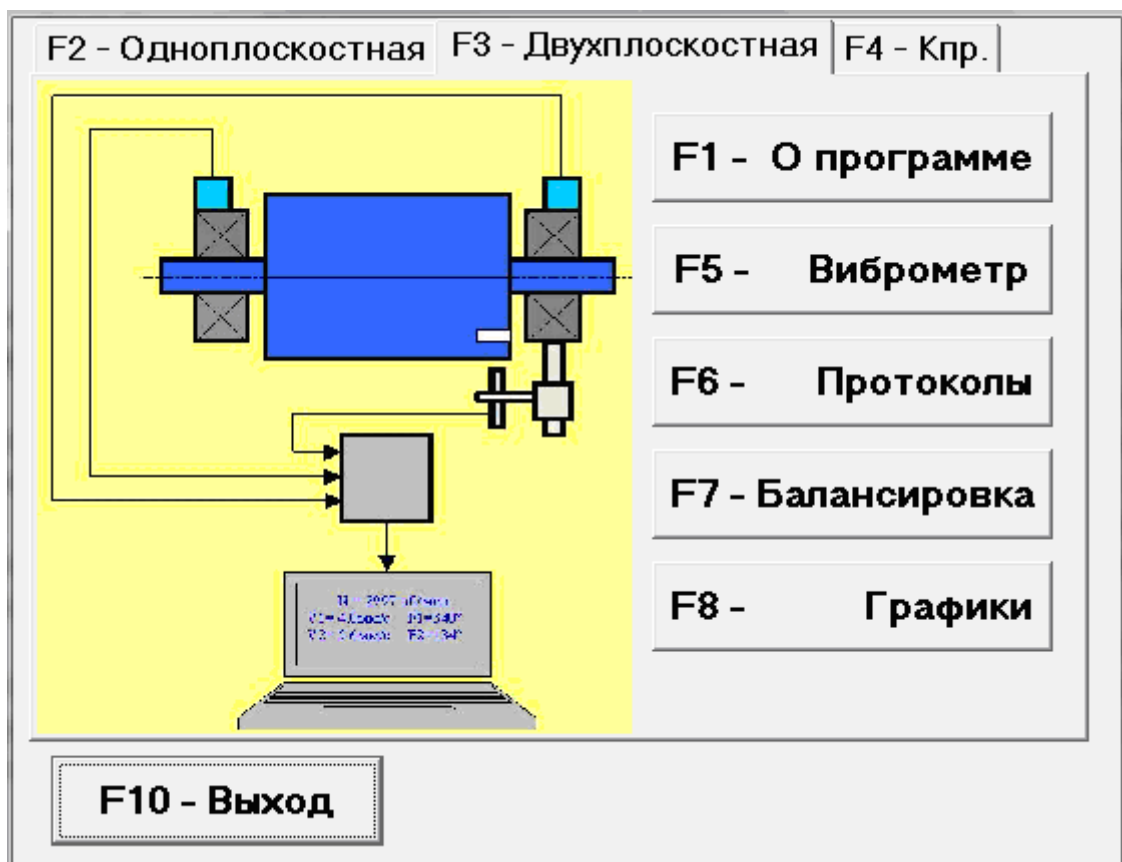 F2 - Одноплоскостная
F3 - Двухплоскостная
F4 - Кпр.
F1 - О программе
F5 - Виброметр
F6 - Протоколы
F7 - Балансировка
F8 - Графики
F10 - Выход